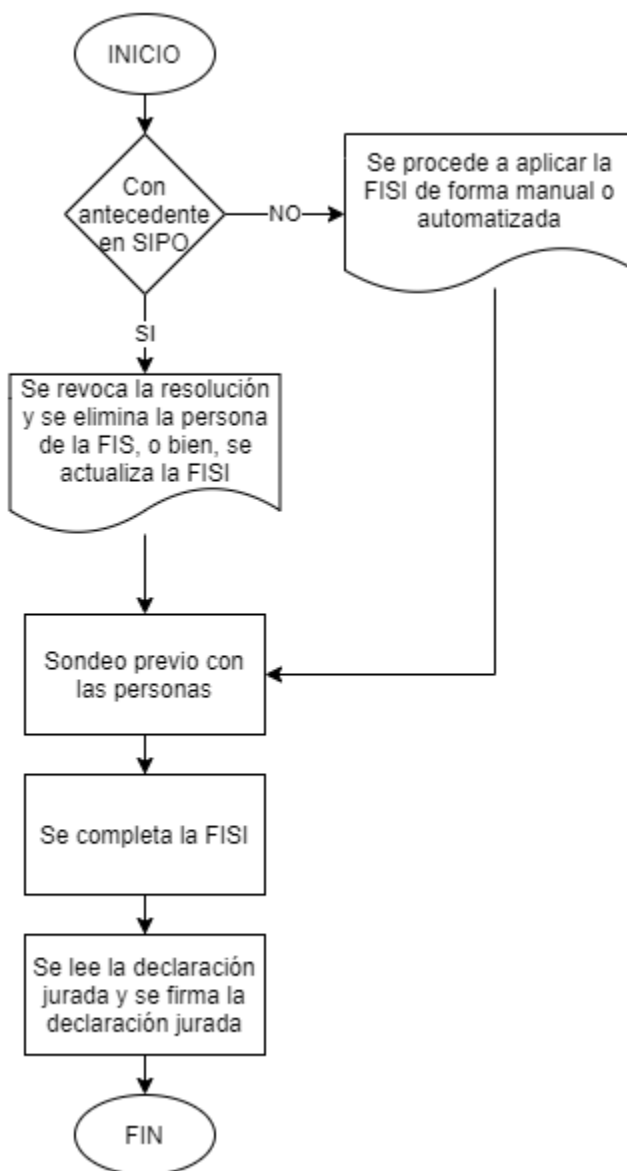 INICIO
Con
antecedente
en SIPO
NO
Se procede a aplicar la
FISI de forma manual o
automatizada
SI
Se revoca la resolución
y se elimina la persona
de la FIS, o bien, se
actualiza la FISI
Sondeo previo con
las personas
Se completa la FISI
Se lee la declaración
jurada y se firma la
declaración jurada
FIN